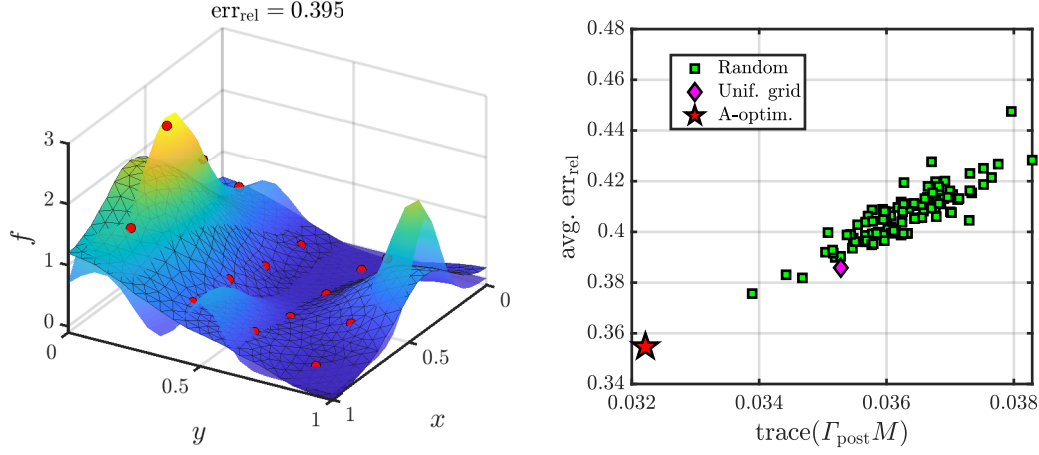 err_rel = 0.395
3
2
1
0
f
0
0.5
1
y
1
0.5
0
x
0.48
0.46
0.44
0.42
0.4
0.38
0.36
0.34
avg. err_rel
Random
Unif. grid
A-optim.
0.032
0.034
0.036
0.038
trace(Γ_post M)